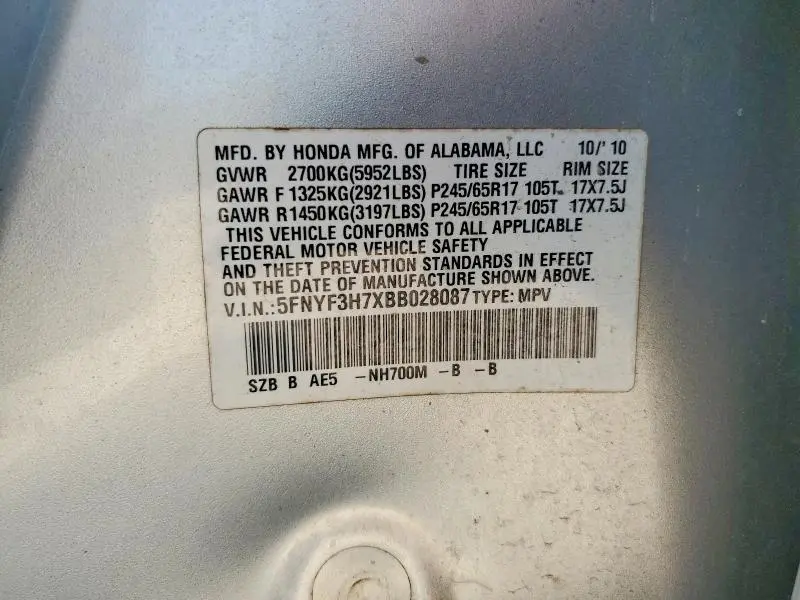 MFD. BY HONDA MFG. OF ALABAMA, LLC 10/'10
GVWR 2700KG(5952LBS) TIRE SIZE RIM SIZE
GAWR F 1325KG(2921LBS) P245/65R17 105T 17X7.5J
GAWR R1450KG(3197LBS) P245/65R17 105T 17X7.5J
THIS VEHICLE CONFORMS TO ALL APPLICABLE
FEDERAL MOTOR VEHICLE SAFETY
AND THEFT PREVENTION STANDARDS IN EFFECT
ON THE DATE OF MANUFACTURE SHOWN ABOVE.
V.I.N.:5FNYF3H7XBB028087 TYPE: MPV
SZB B AE5 -NH700M -B -B